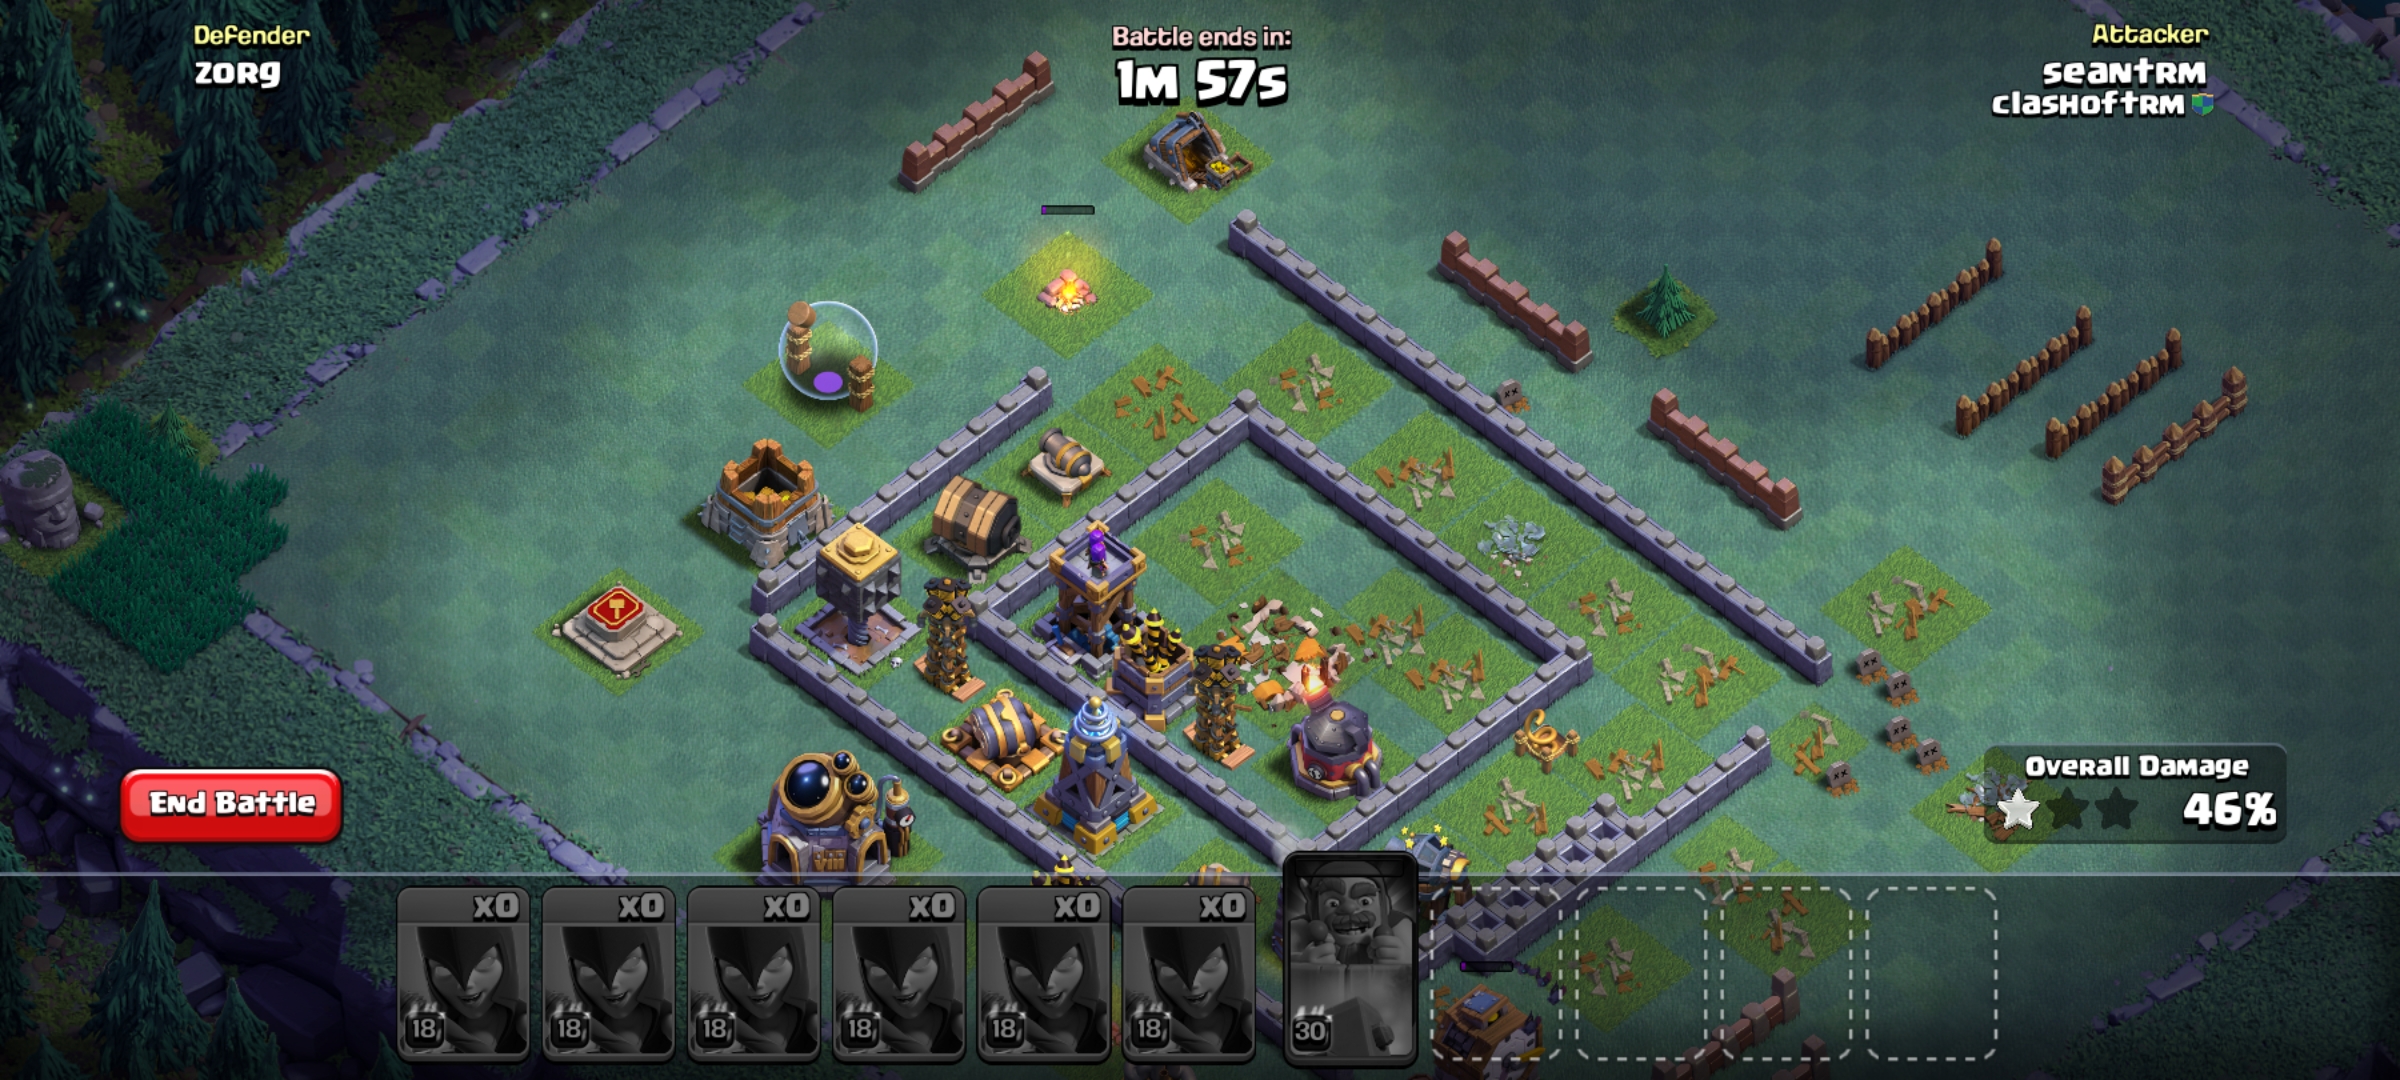 Defender
zorg
Battle ends in:
1M 57s
Attacker
seantrm
clashoftrm
End Battle
Overall Damage
46%
x0
x0
x0
x0
x0
x0
18
18
18
18
18
18
30